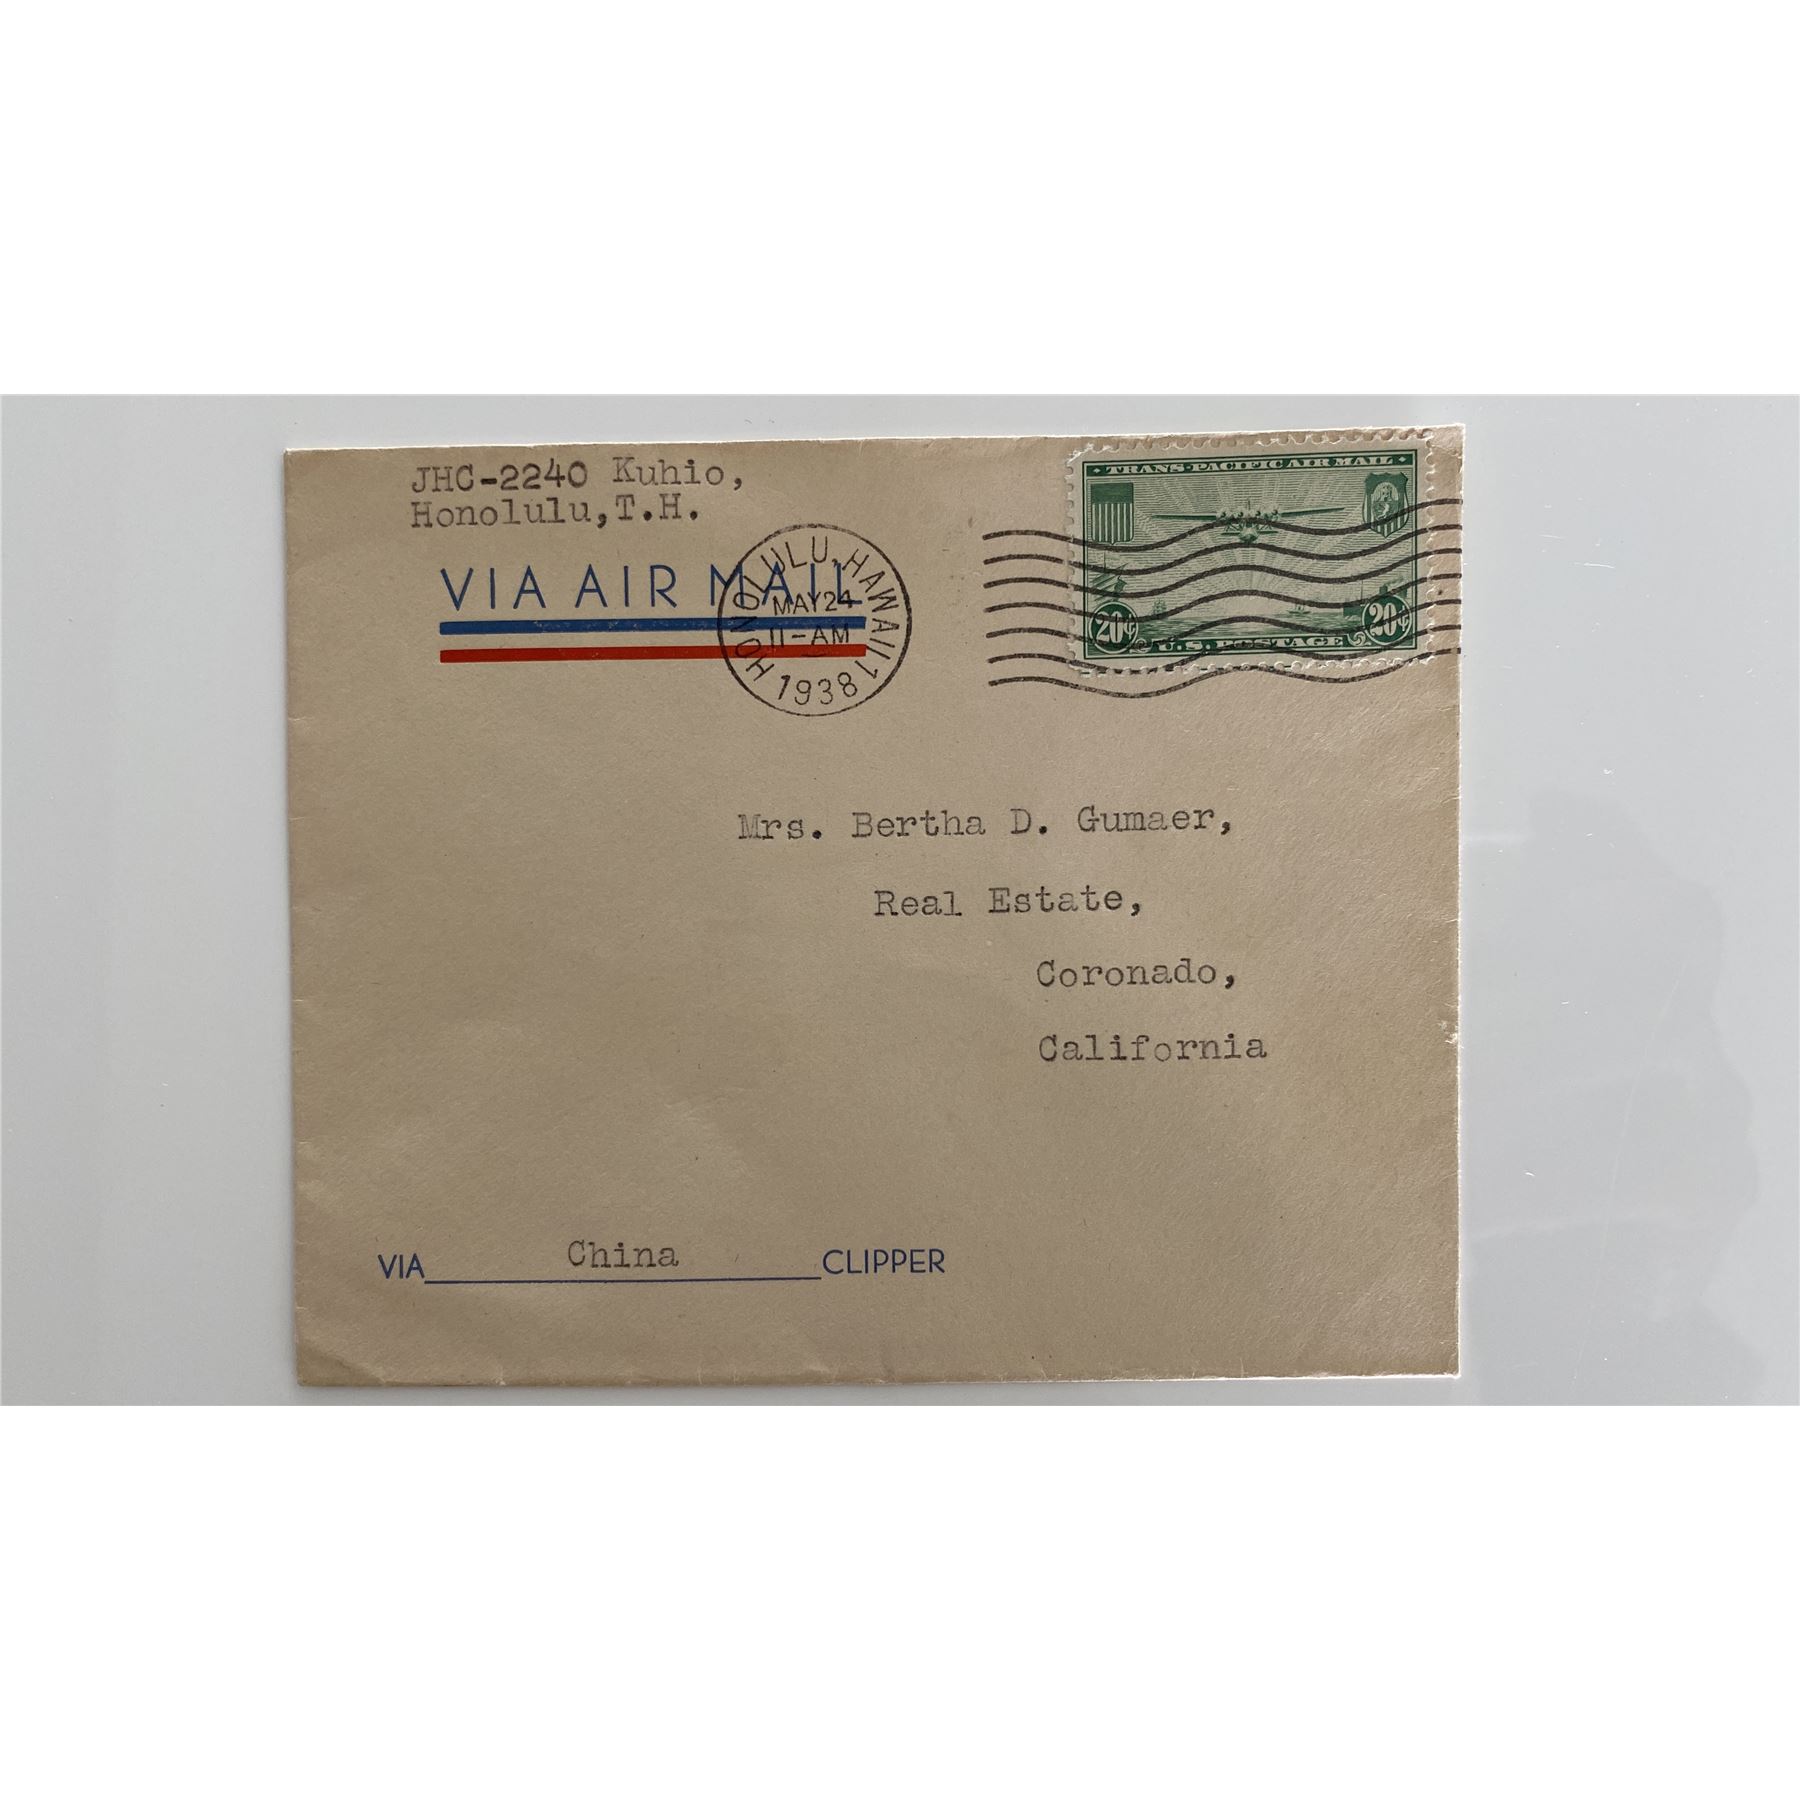 JHC-2240 Kuhio,
Honolulu, T.H.
VIA AIR MAIL
HONOLULU, HAWAII 1
MAY 24
11-AM
1938
TRANS-PACIFIC AIR MAIL
20¢ U.S. POSTAGE 20¢
Mrs. Bertha D. Gumaer,
Real Estate,
Coronado,
California
VIA China CLIPPER